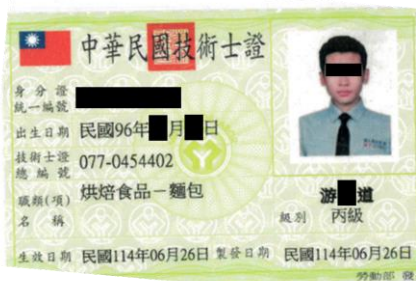 中華民國技術士證
身分證
統一編號
出生日期 民國96年 月 日
技術士證
總編號 077-0454402
職類(項)
名稱 烘焙食品－麵包
游 道
級別 丙級
生效日期 民國114年06月26日 製發日期 民國114年06月26日
勞動部 發